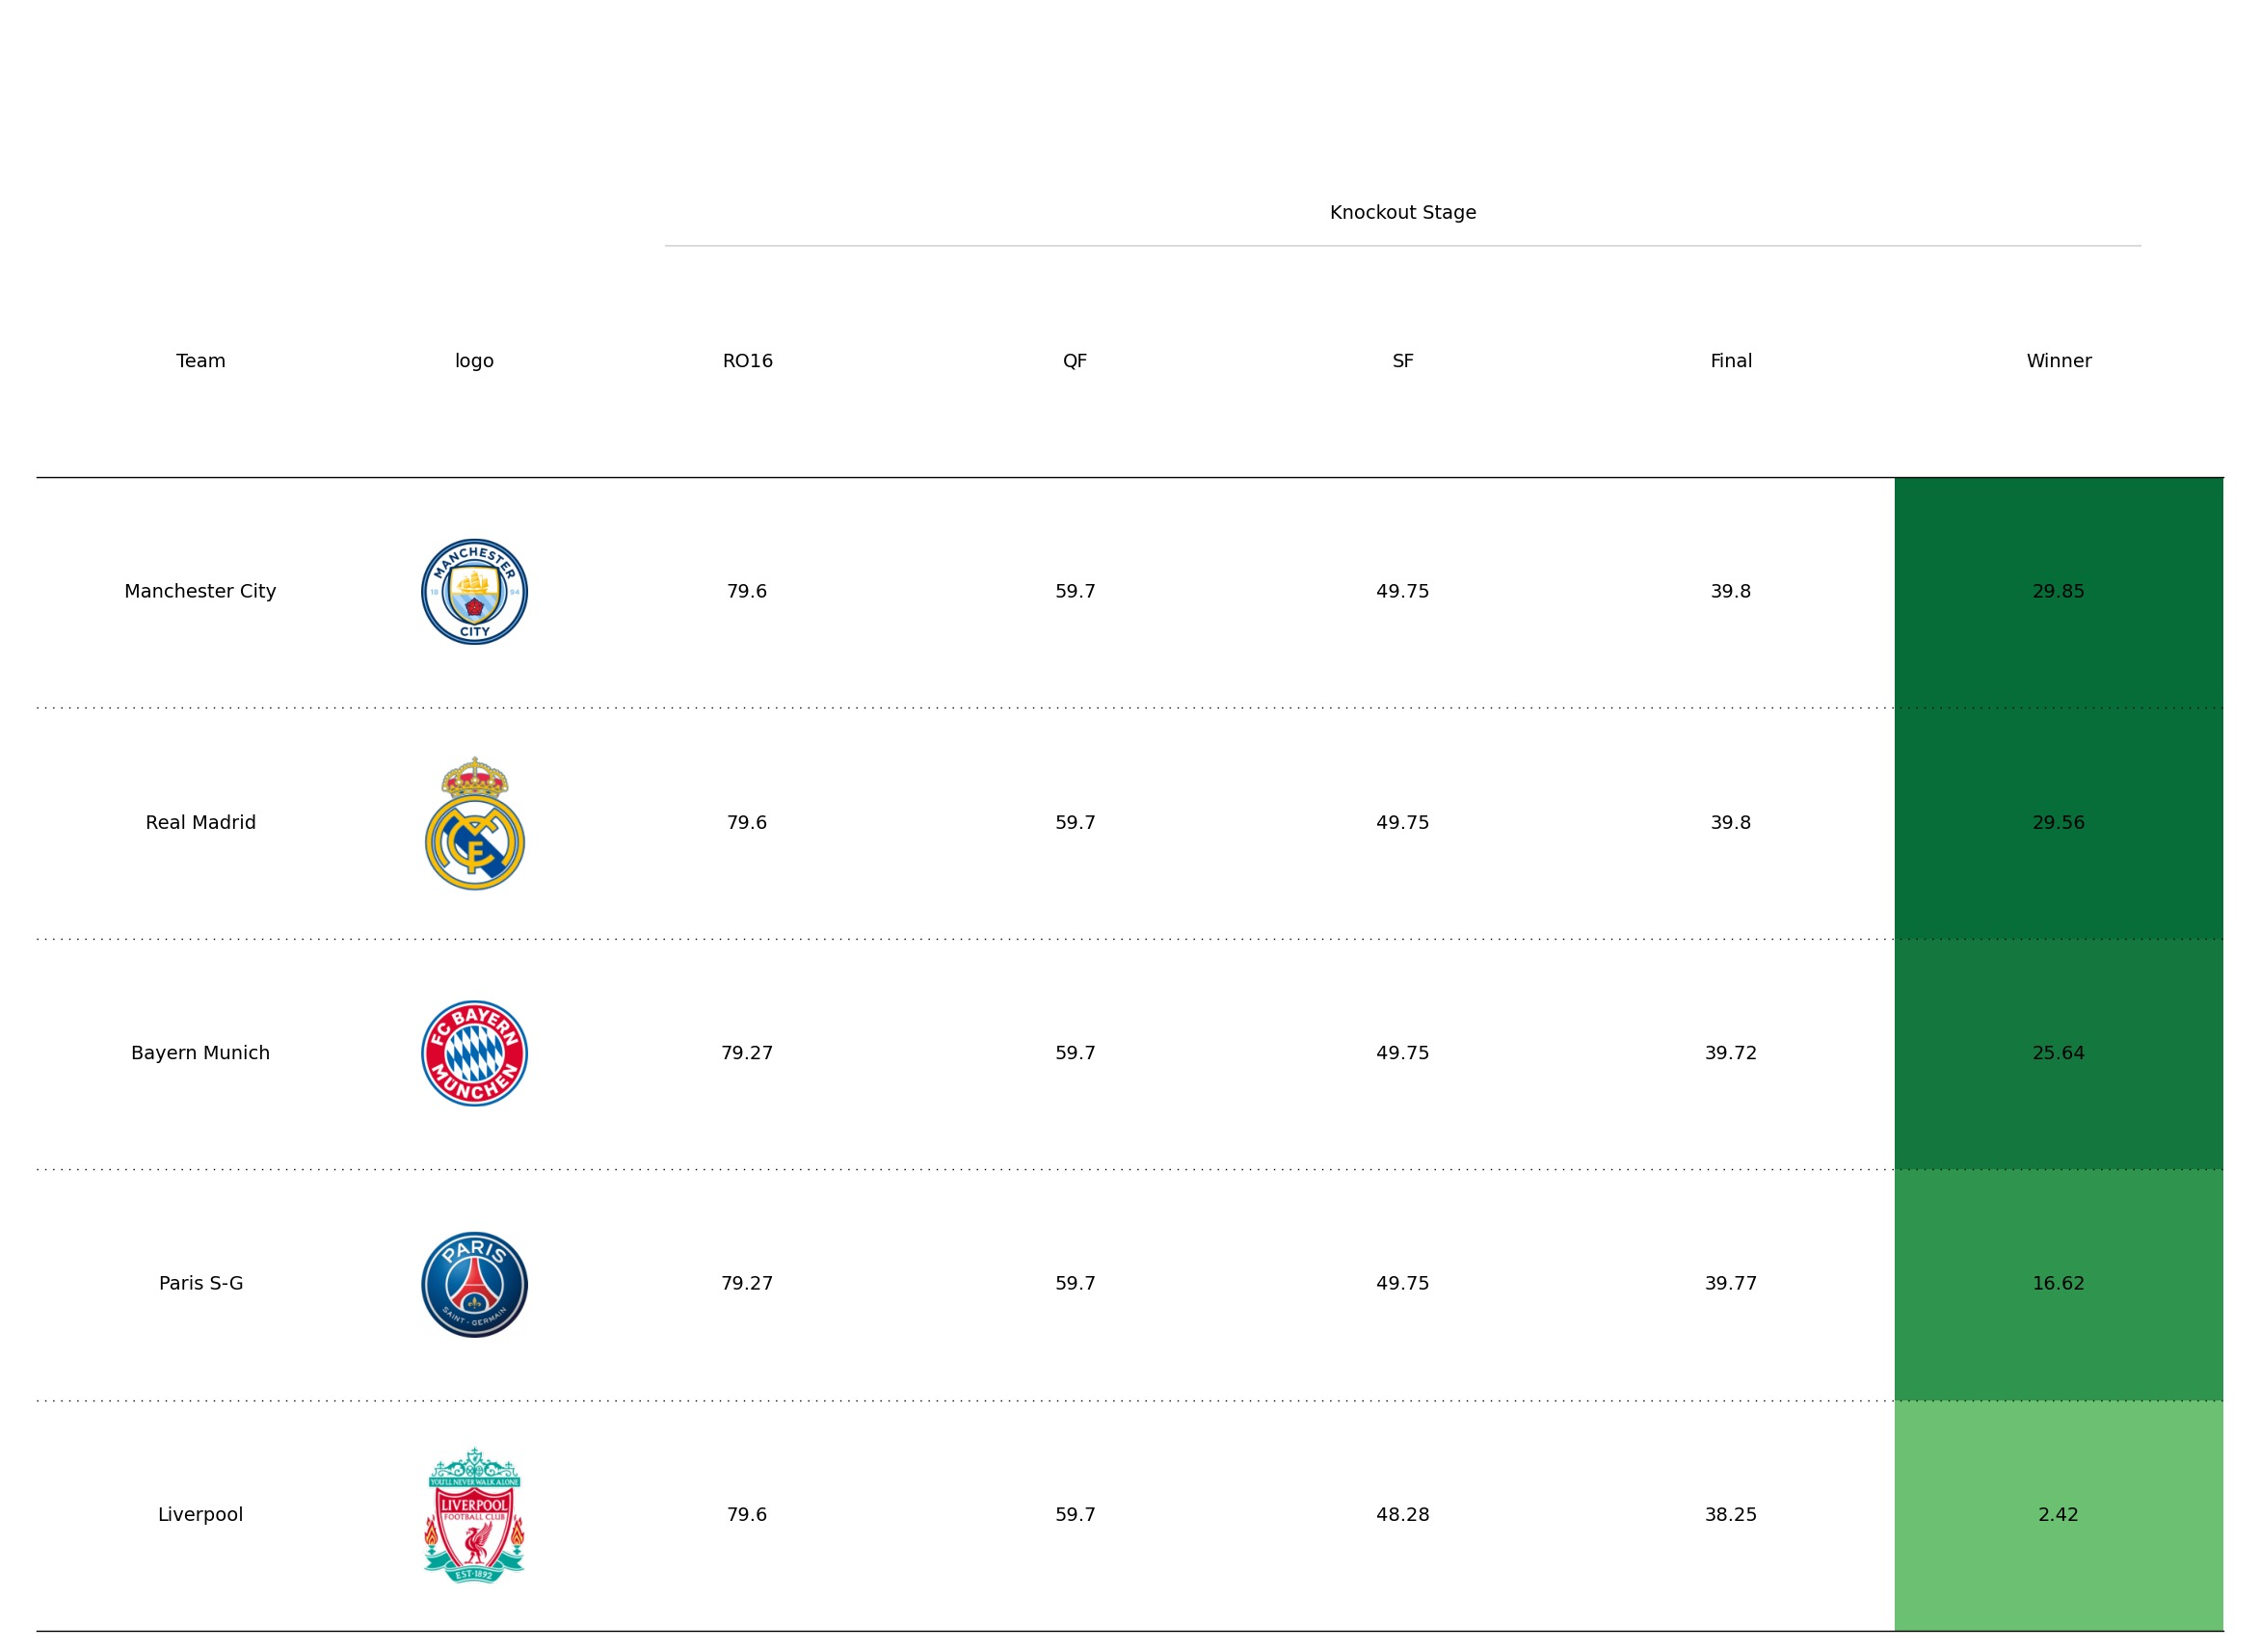 Knockout Stage
Team logo RO16 QF SF Final Winner
Manchester City MANCHESTER 18 94 CITY 79.6 59.7 49.75 39.8 29.85
Real Madrid 79.6 59.7 49.75 39.8 29.56
Bayern Munich FC BAYERN MÜNCHEN 79.27 59.7 49.75 39.72 25.64
Paris S-G PARIS SAINT-GERMAIN 79.27 59.7 49.75 39.77 16.62
YOU'LL NEVER WALK ALONE
Liverpool LIVERPOOL FOOTBALL CLUB 79.6 59.7 48.28 38.25 2.42
EST·1892